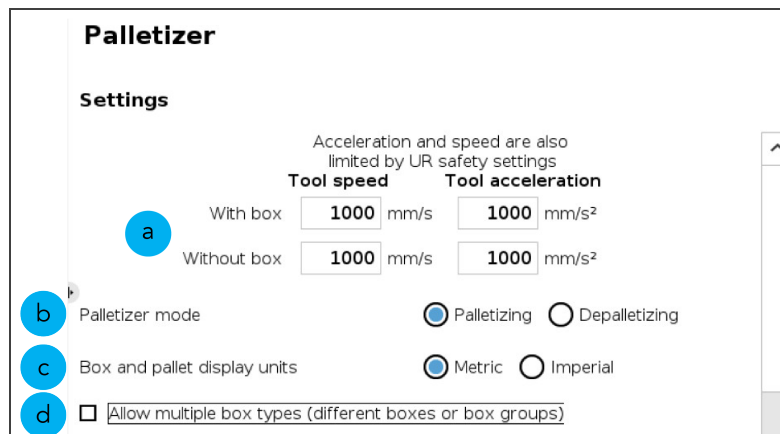 Palletizer
Settings
Acceleration and speed are also
limited by UR safety settings
Tool speed Tool acceleration
a
With box 1000 mm/s 1000 mm/s²
Without box 1000 mm/s 1000 mm/s²
b Palletizer mode Palletizing Depalletizing
c Box and pallet display units Metric Imperial
d Allow multiple box types (different boxes or box groups)